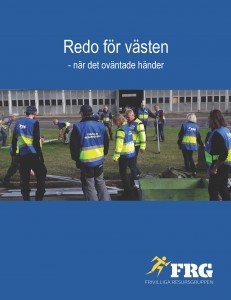 Redo för västen
- när det oväntade händer
FRG
FRIVILLIGA RESURSGRUPPEN